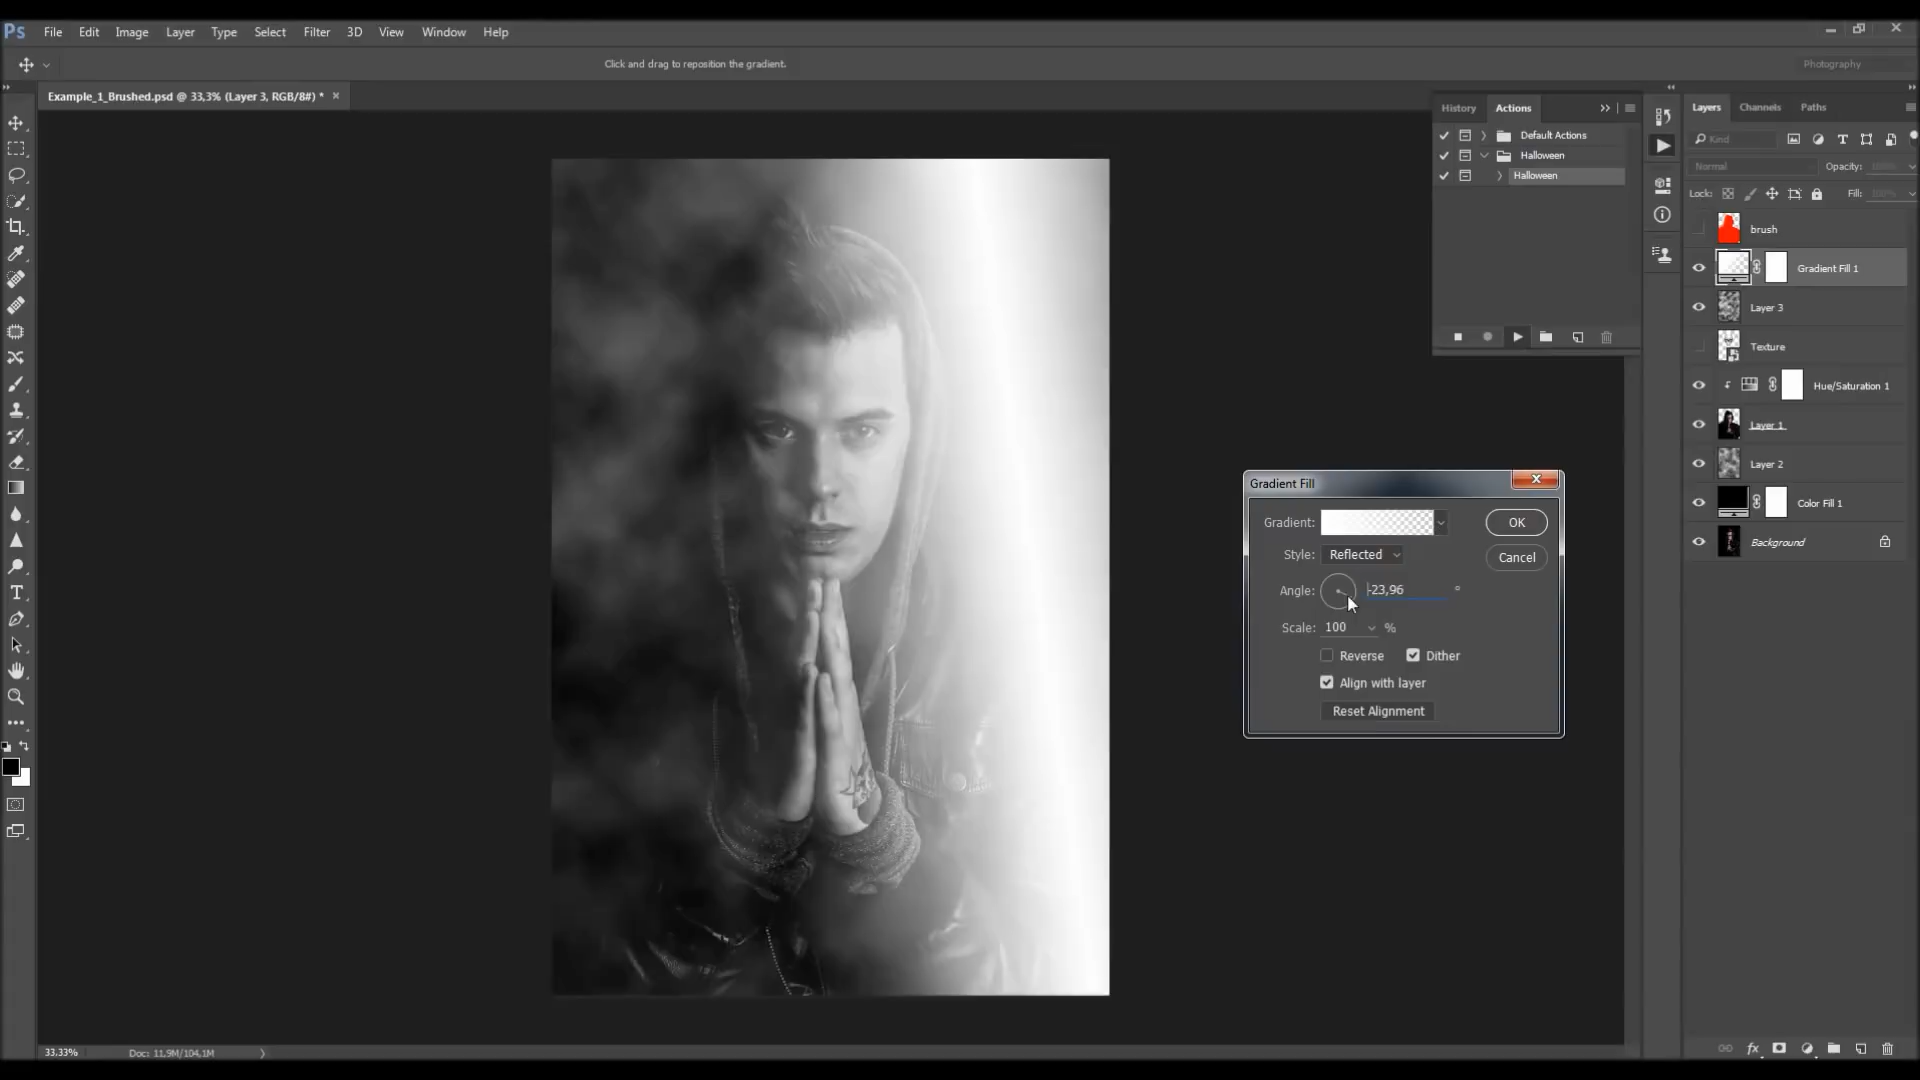 Ps File Edit Image Layer Type Select Filter 3D View Window Help
Click and drag to reposition the gradient.
Photography
Example_1_Brushed.psd @ 33,3% (Layer 3, RGB/8#) * ×
History Actions
Default Actions
Halloween
Halloween
Layers Channels Paths
Kind
Normal Opacity: 100%
Lock: Fill: 100%
brush
Gradient Fill 1
Layer 3
Texture
Hue/Saturation 1
Layer 1
Layer 2
Color Fill 1
Background
Gradient Fill
Gradient: OK
Style: Reflected Cancel
Angle: -23,96 °
Scale: 100 %
Reverse Dither
Align with layer
Reset Alignment
33,33% Doc: 11,9M/104,1M